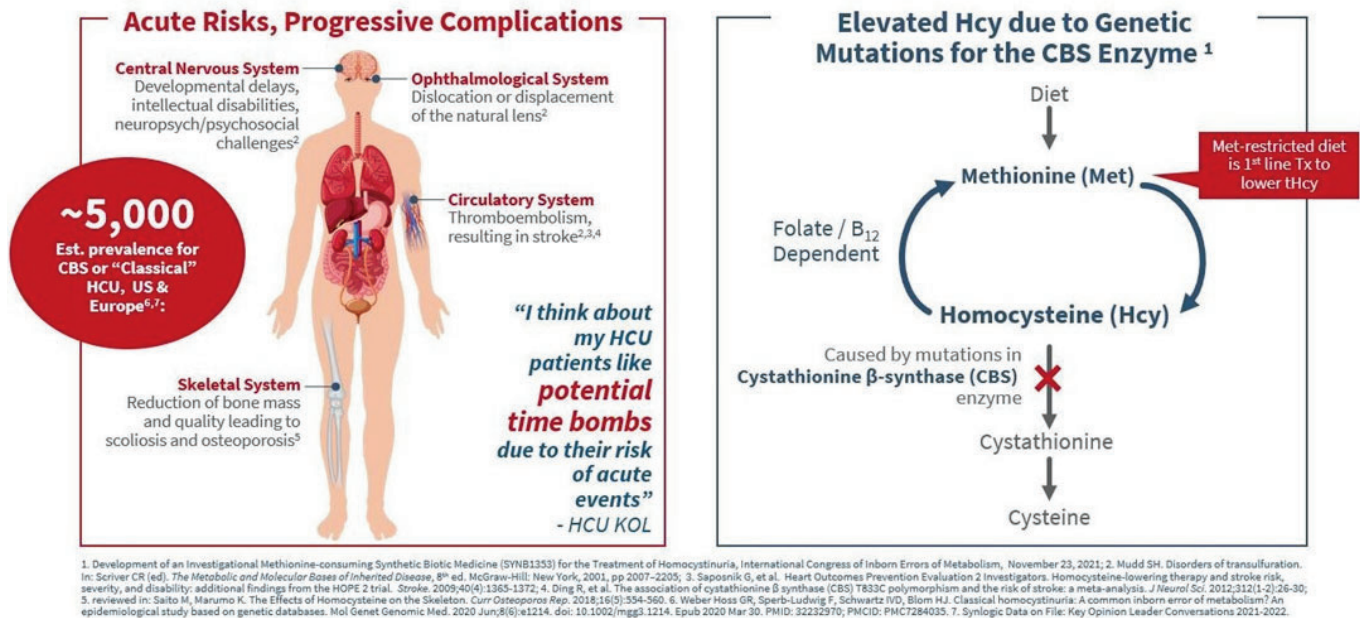 Acute Risks, Progressive Complications
Central Nervous System
Developmental delays,
intellectual disabilities,
neuropsych/psychosocial
challenges²
Ophthalmological System
Dislocation or displacement
of the natural lens²
~5,000
Est. prevalence for
CBS or “Classical”
HCU, US &
Europe⁶,⁷:
Circulatory System
Thromboembolism,
resulting in stroke²,³,⁴
Skeletal System
Reduction of bone mass
and quality leading to
scoliosis and osteoporosis⁵
“I think about
my HCU
patients like
potential
time bombs
due to their risk
of acute
events”
- HCU KOL
Elevated Hcy due to Genetic
Mutations for the CBS Enzyme ¹
Diet
Methionine (Met)
Met-restricted diet
is 1st line Tx to
lower tHcy
Folate / B₁₂
Dependent
Homocysteine (Hcy)
Caused by mutations in
Cystathionine β-synthase (CBS)
enzyme
Cystathionine
Cysteine
1. Development of an Investigational Methionine-consuming Synthetic Biotic Medicine (SYNB1353) for the Treatment of Homocystinuria, International Congress of Inborn Errors of Metabolism, November 23, 2021; 2. Mudd SH. Disorders of transulfuration.
In: Scriver CR (ed). The Metabolic and Molecular Bases of Inherited Disease, 8th ed. McGraw-Hill: New York, 2001, pp 2007–2205; 3. Saposnik G, et al. Heart Outcomes Prevention Evaluation 2 Investigators. Homocysteine-lowering therapy and stroke risk,
severity, and disability: additional findings from the HOPE 2 trial. Stroke. 2009;40(4):1365-1372; 4. Ding R, et al. The association of cystathionine β synthase (CBS) T833C polymorphism and the risk of stroke: a meta-analysis. J Neurol Sci. 2012;312(1-2):26-30;
5. reviewed in: Saito M, Marumo K. The Effects of Homocysteine on the Skeleton. Curr Osteoporos Rep. 2018;16(5):554-560. 6. Weber Hoss GR, Sperb-Ludwig F, Schwartz IVD, Blom HJ. Classical homocystinuria: A common inborn error of metabolism? An
epidemiological study based on genetic databases. Mol Genet Genomic Med. 2020 Jun;8(6):e1214. doi: 10.1002/mgg3.1214. Epub 2020 Mar 30. PMID: 32232970; PMCID: PMC7284035. 7. Synlogic Data on File: Key Opinion Leader Conversations 2021-2022.